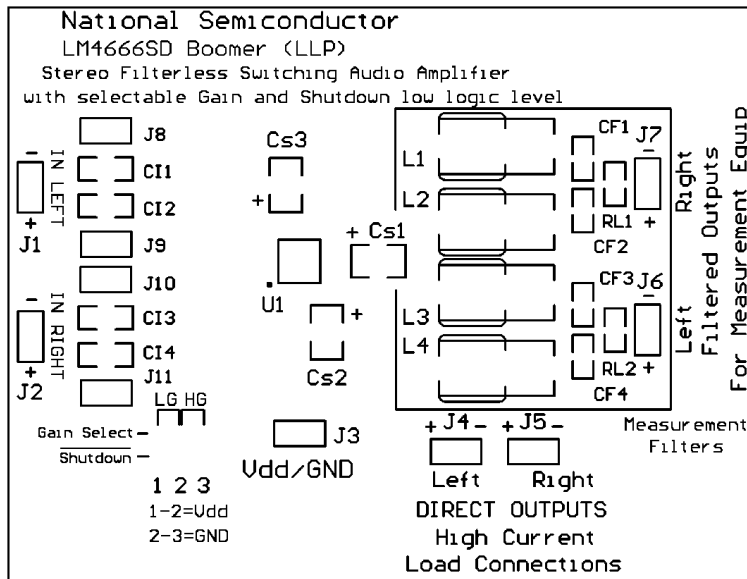 National Semiconductor
LM4666SD Boomer (LLP)
Stereo Filterless Switching Audio Amplifier
with selectable Gain and Shutdown low logic level
J8
CI1
CI2
J9
J10
CI3
CI4
J11
-
IN LEFT
+
J1
-
IN RIGHT
+
J2
LG HG
Gain Select -
Shutdown -
1 2 3
1-2=Vdd
2-3=GND
Cs3
+
+ Cs1
U1
+
Cs2
J3
Vdd/GND
L1
L2
L3
L4
CF1
J7
-
RL1
+
CF2
CF3
J6
-
RL2
+
CF4
Right
Left
Filtered Outputs
For Measurement Equip
Measurement
Filters
+ J4 -
+ J5 -
Left
Right
DIRECT OUTPUTS
High Current
Load Connections